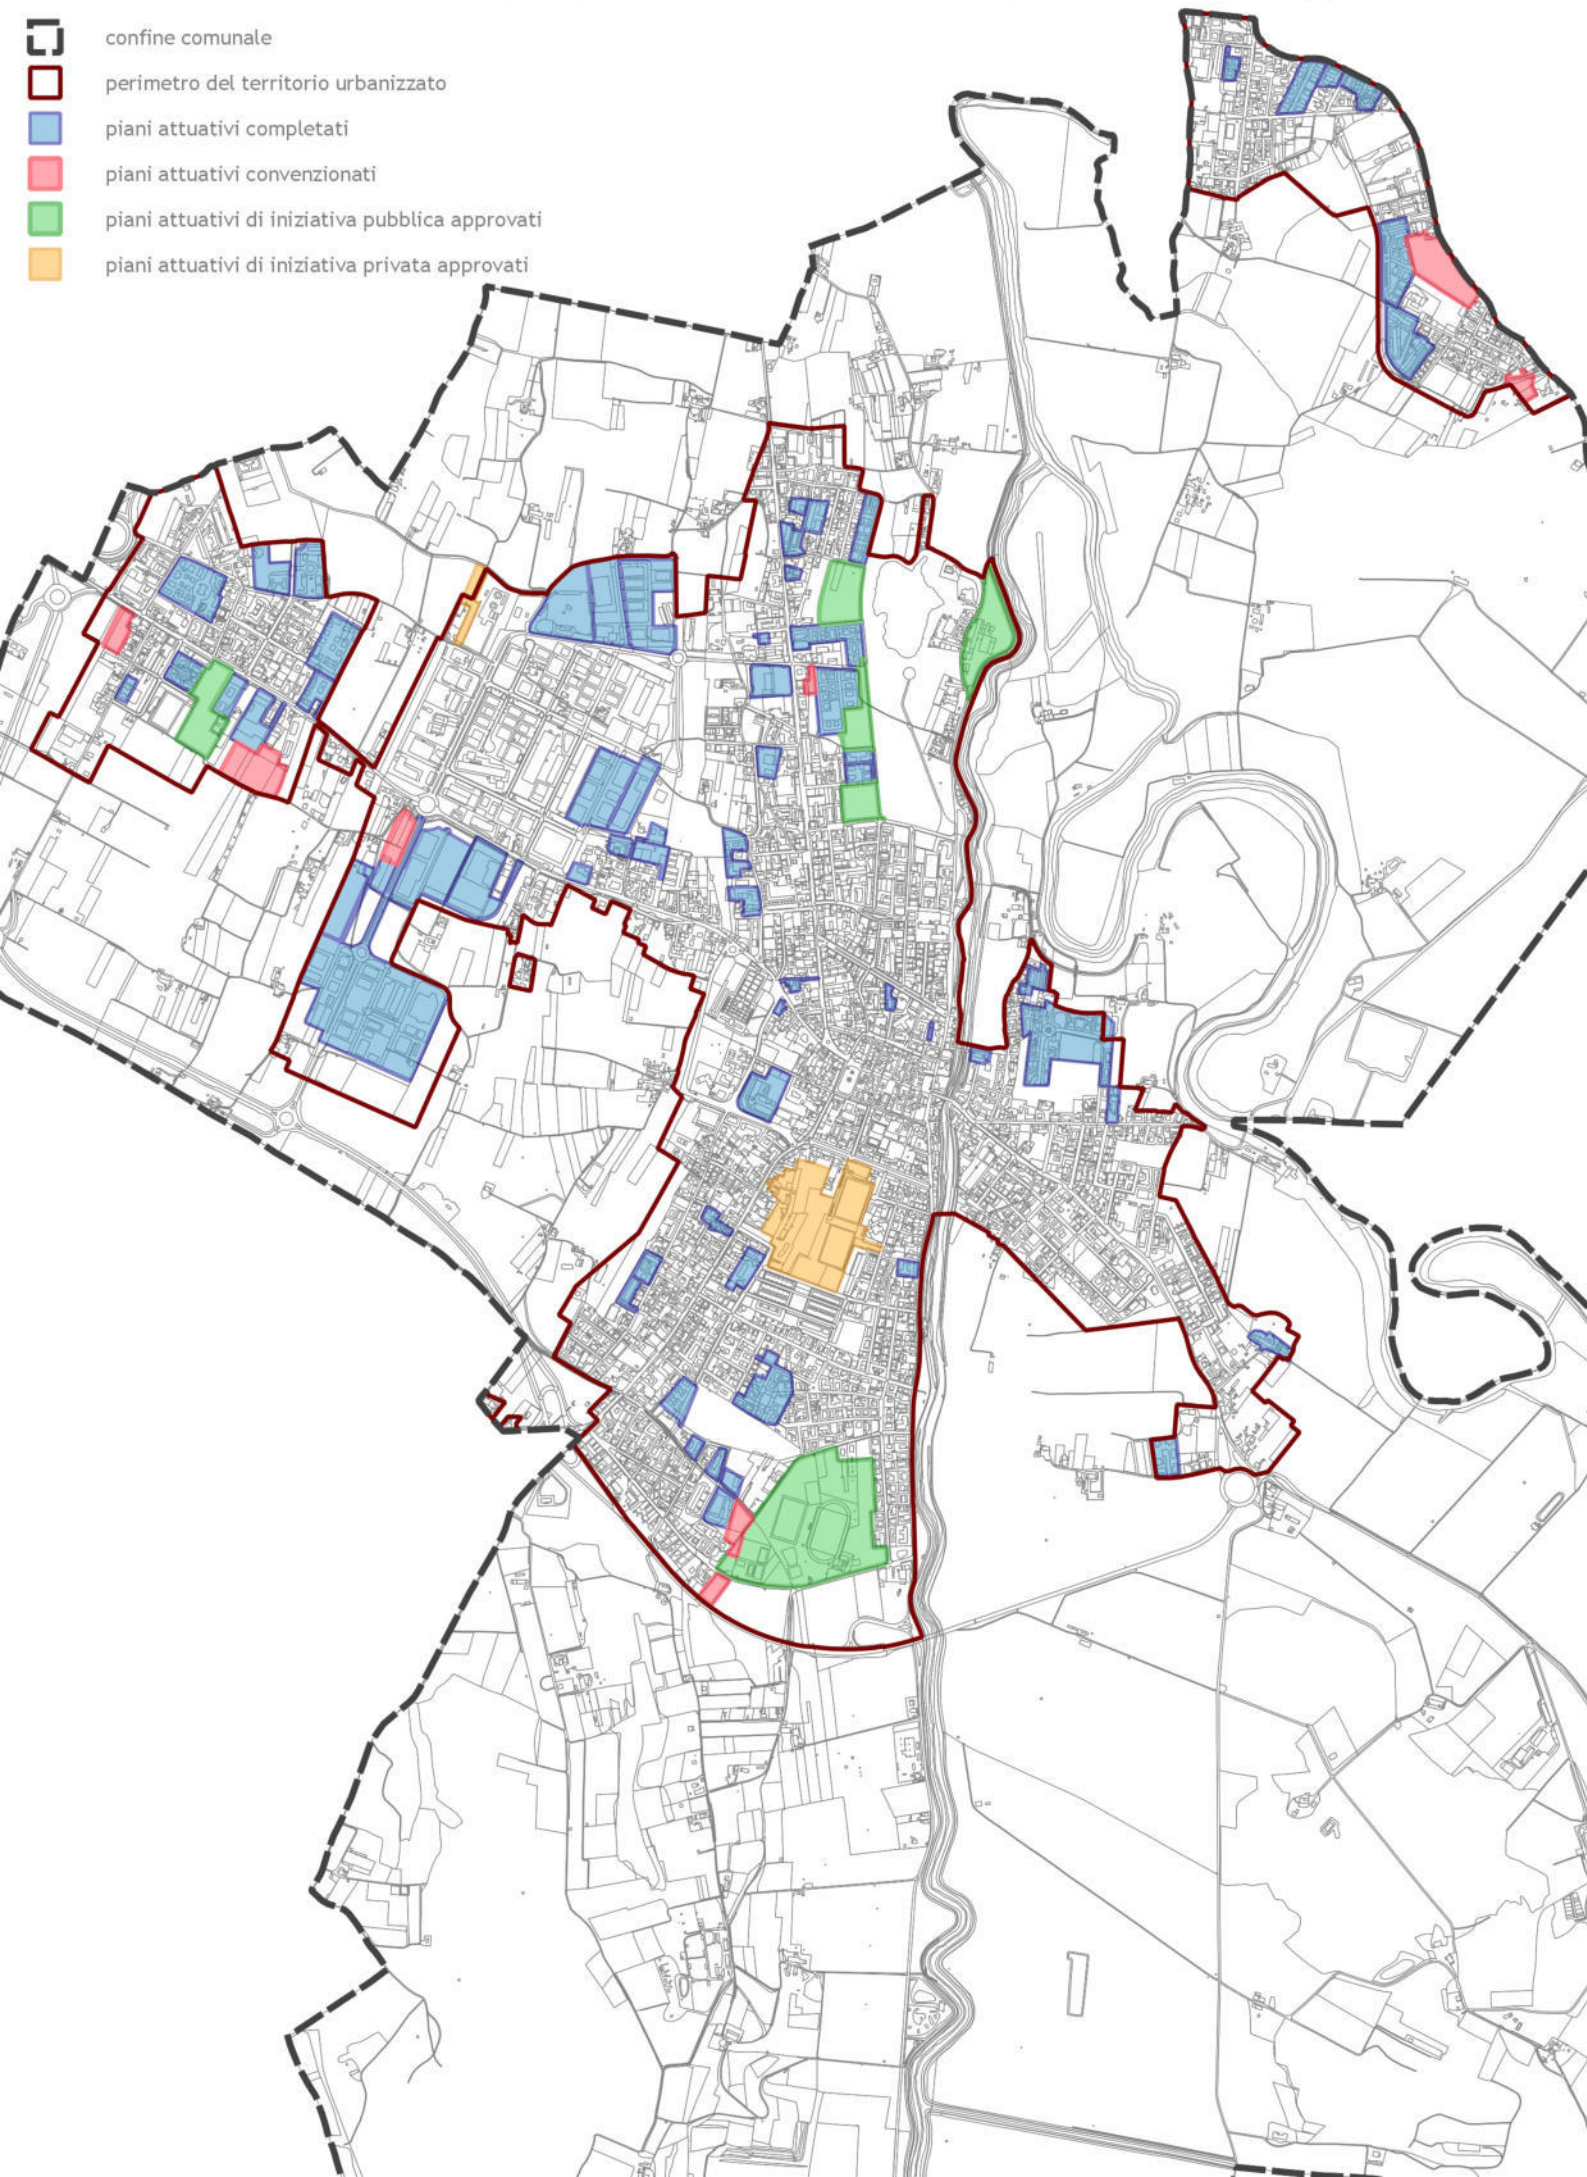 confine comunale
perimetro del territorio urbanizzato
piani attuativi completati
piani attuativi convenzionati
piani attuativi di iniziativa pubblica approvati
piani attuativi di iniziativa privata approvati